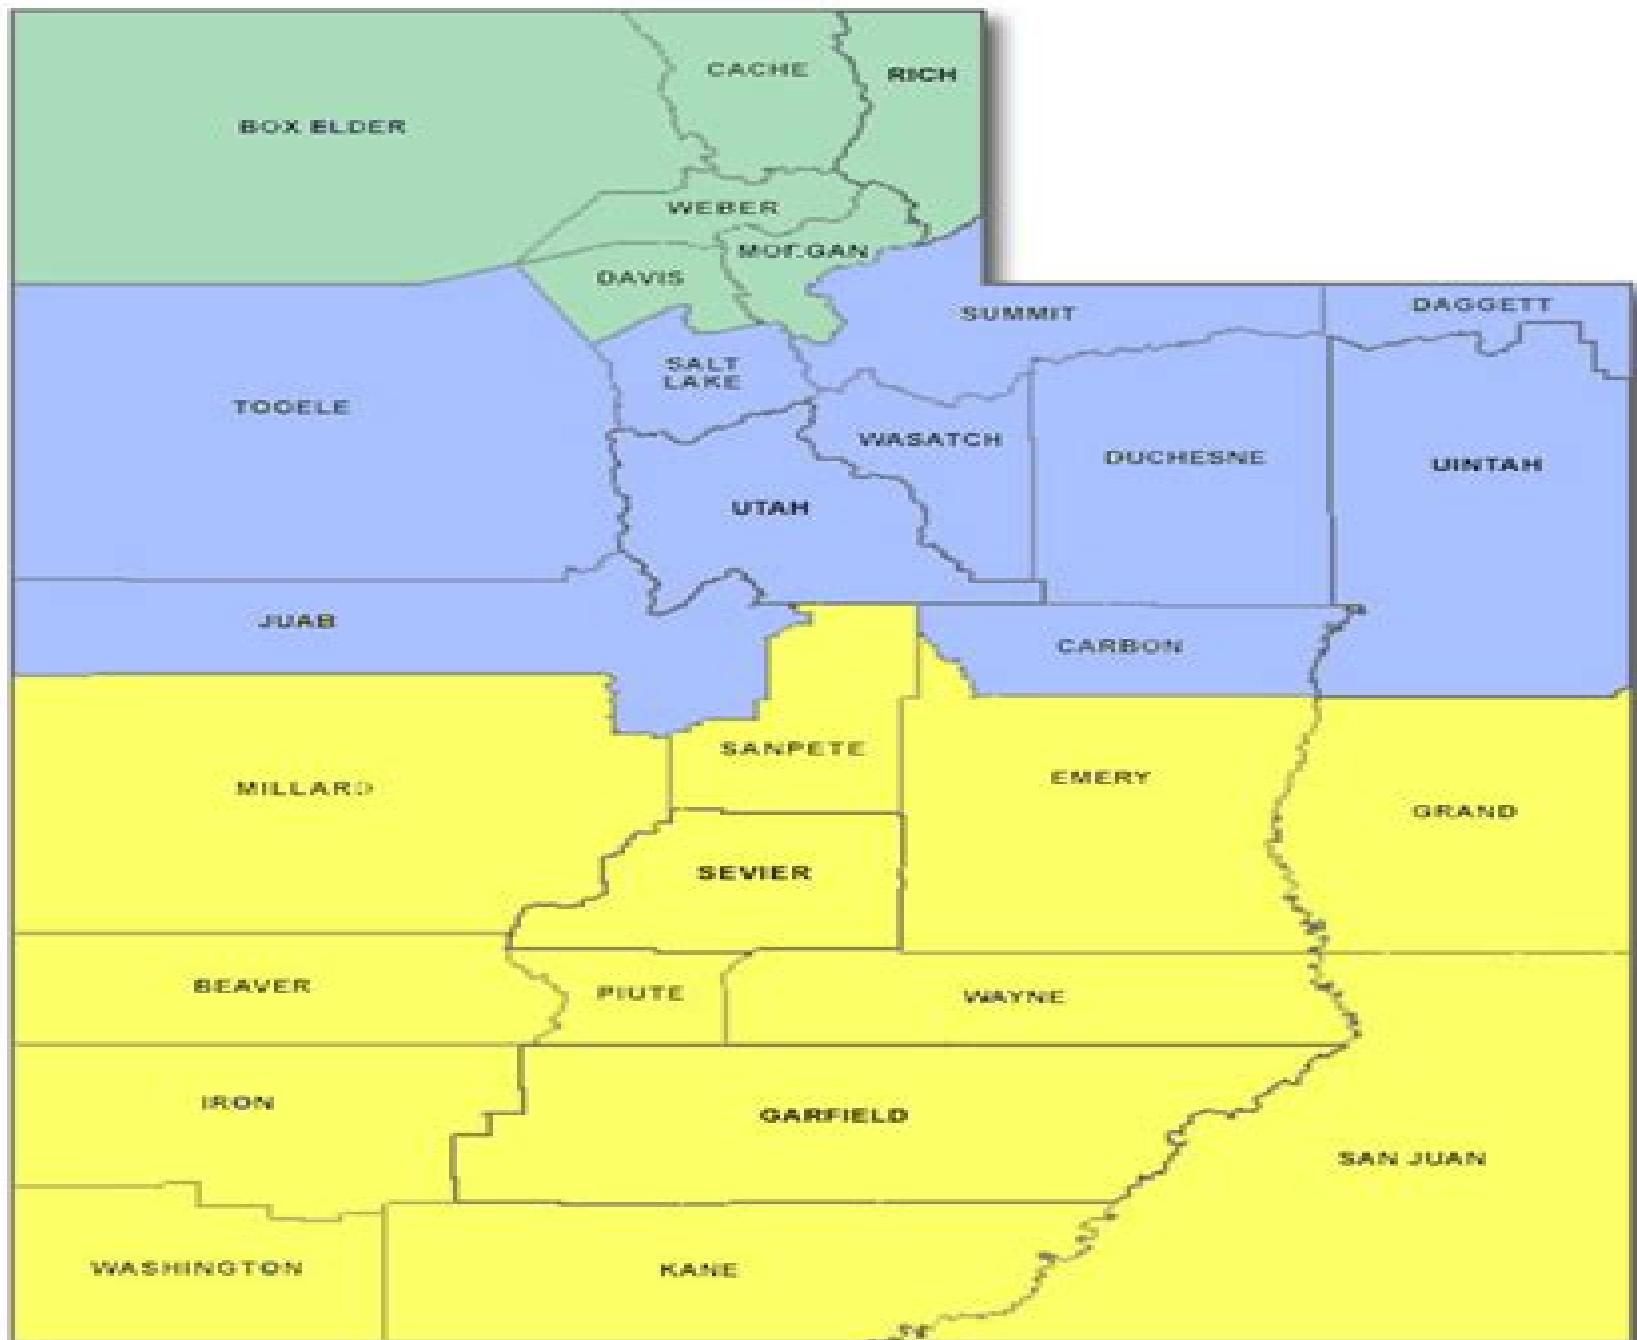 CACHE
RICH
BOX ELDER
WEBER
MORGAN
DAVIS
SUMMIT
DAGGETT
SALT
LAKE
TOOELE
WASATCH
DUCHESNE
UINTAH
UTAH
JUAB
CARBON
SANPETE
MILLARD
EMERY
GRAND
SEVIER
BEAVER
PIUTE
WAYNE
IRON
GARFIELD
SAN JUAN
WASHINGTON
KANE